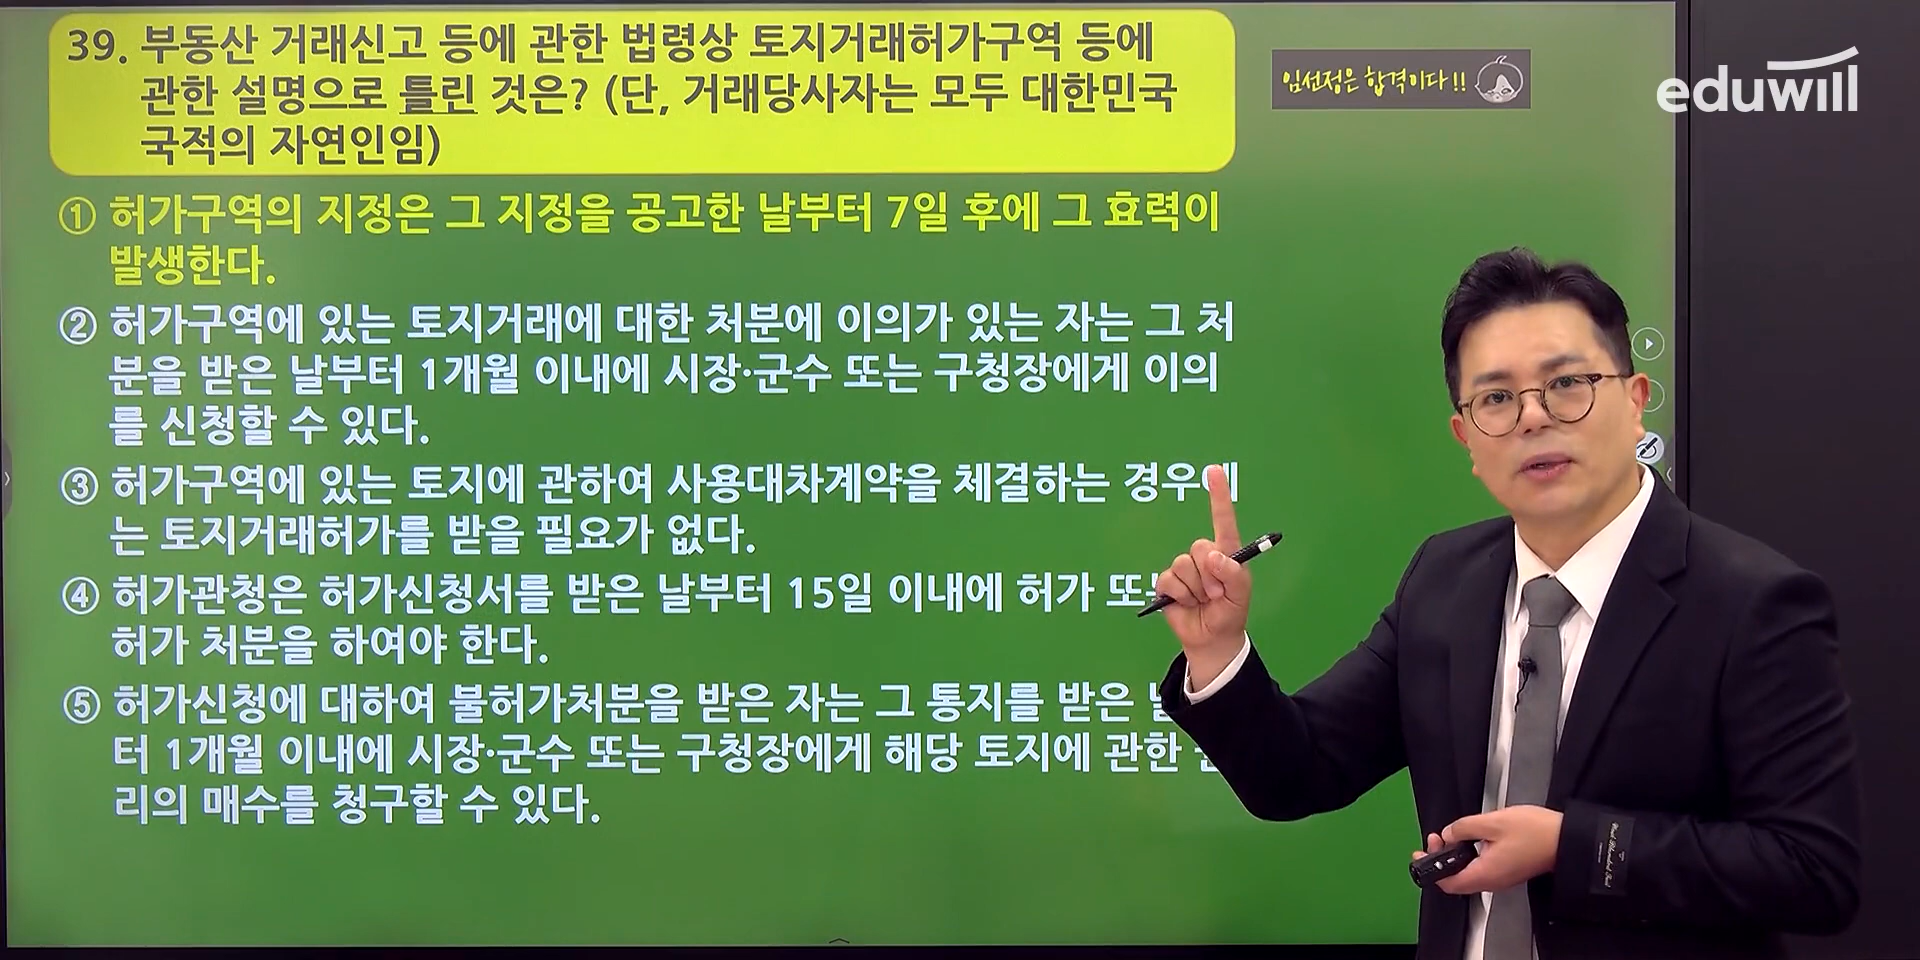 39. 부동산 거래신고 등에 관한 법령상 토지거래허가구역 등에
관한 설명으로 틀린 것은? (단, 거래당사자는 모두 대한민국
국적의 자연인임)
임선정은 합격이다!!
eduwill
① 허가구역의 지정은 그 지정을 공고한 날부터 7일 후에 그 효력이
발생한다.
② 허가구역에 있는 토지거래에 대한 처분에 이의가 있는 자는 그 처
분을 받은 날부터 1개월 이내에 시장·군수 또는 구청장에게 이의
를 신청할 수 있다.
③ 허가구역에 있는 토지에 관하여 사용대차계약을 체결하는 경우에
는 토지거래허가를 받을 필요가 없다.
④ 허가관청은 허가신청서를 받은 날부터 15일 이내에 허가
허가 처분을 하여야 한다.
⑤ 허가신청에 대하여 불허가처분을 받은 자는 그 통지를 받은
터 1개월 이내에 시장·군수 또는 구청장에게 해당 토지에 관한
리의 매수를 청구할 수 있다.